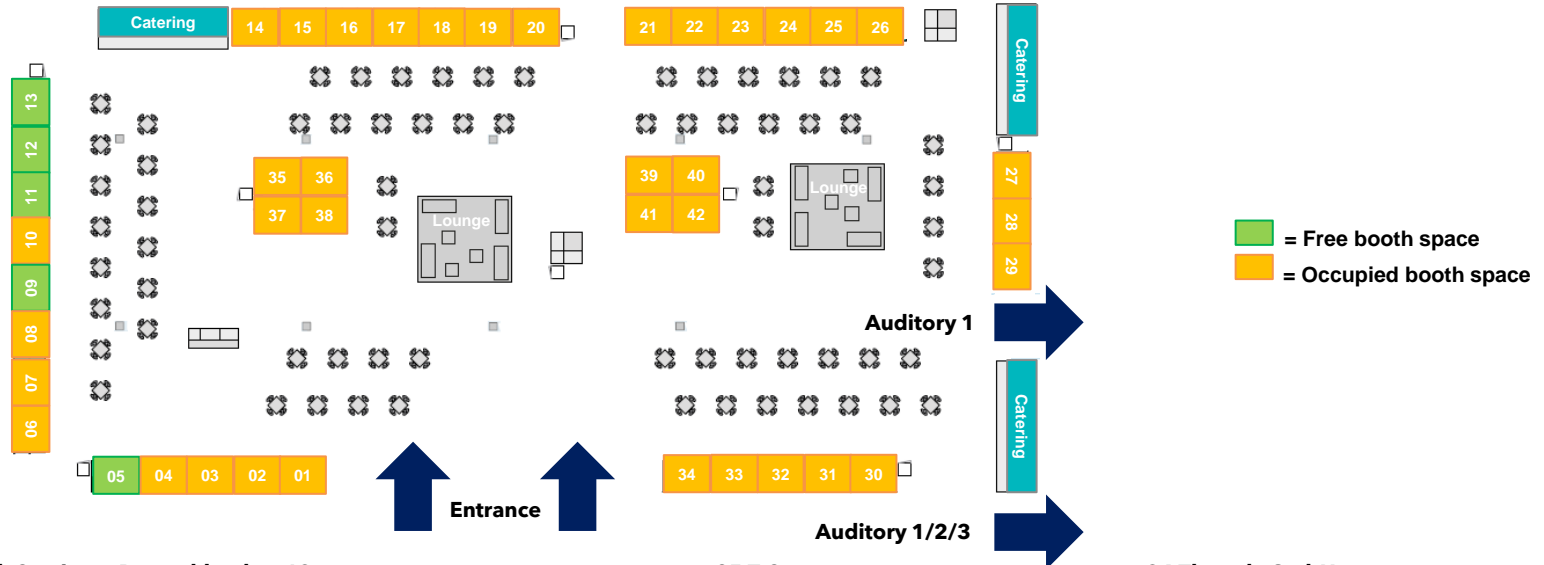 Catering
14 15 16 17 18 19 20
21 22 23 24 25 26
Catering
13
12
11
10
09
08
07
06
35 36
37 38
Lounge
39 40
41 42
Lounge
27
28
29
= Free booth space
= Occupied booth space
Auditory 1
Catering
05 04 03 02 01
Entrance
34 33 32 31 30
Auditory 1/2/3